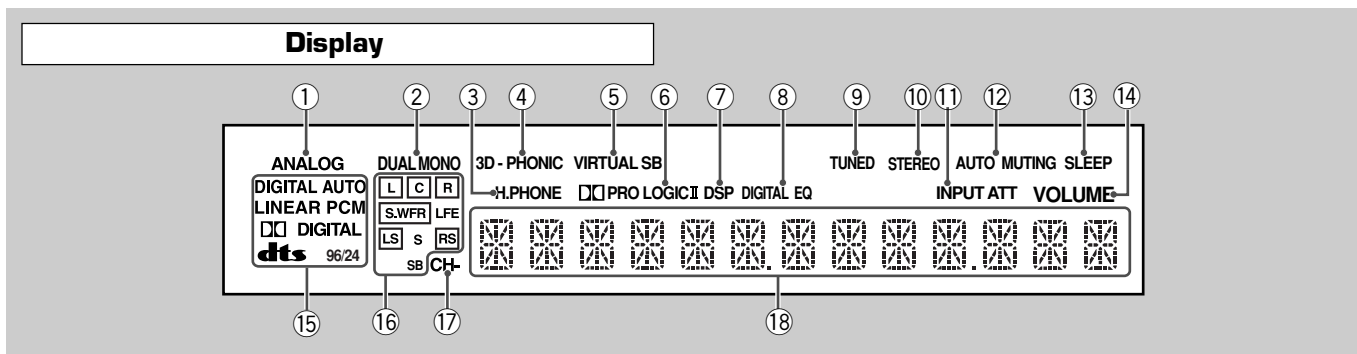 Display
① ② ③ ④ ⑤ ⑥ ⑦ ⑧ ⑨ ⑩ ⑪ ⑫ ⑬ ⑭
ANALOG DUAL MONO 3D - PHONIC VIRTUAL SB TUNED STEREO AUTO MUTING SLEEP
DIGITAL AUTO L C R H.PHONE PRO LOGIC II DSP DIGITAL EQ INPUT ATT VOLUME
LINEAR PCM S.WFR LFE
DIGITAL LS S RS
dts 96/24 SB CH-
⑮ ⑯ ⑰ ⑱